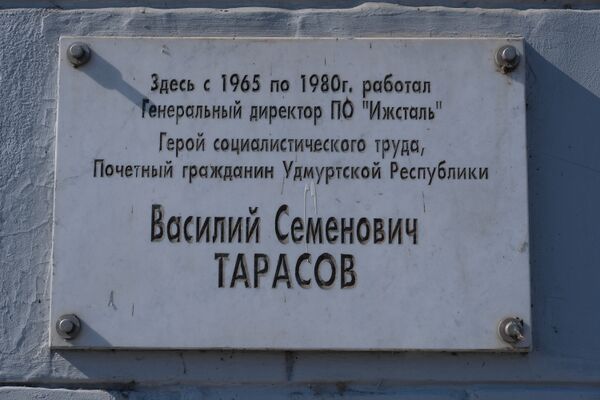 Здесь с 1965 по 1980г. работал
Генеральный директор ПО "Ижсталь"
Герой социалистического труда,
Почетный гражданин Удмуртской Республики
Василий Семенович
ТАРАСОВ